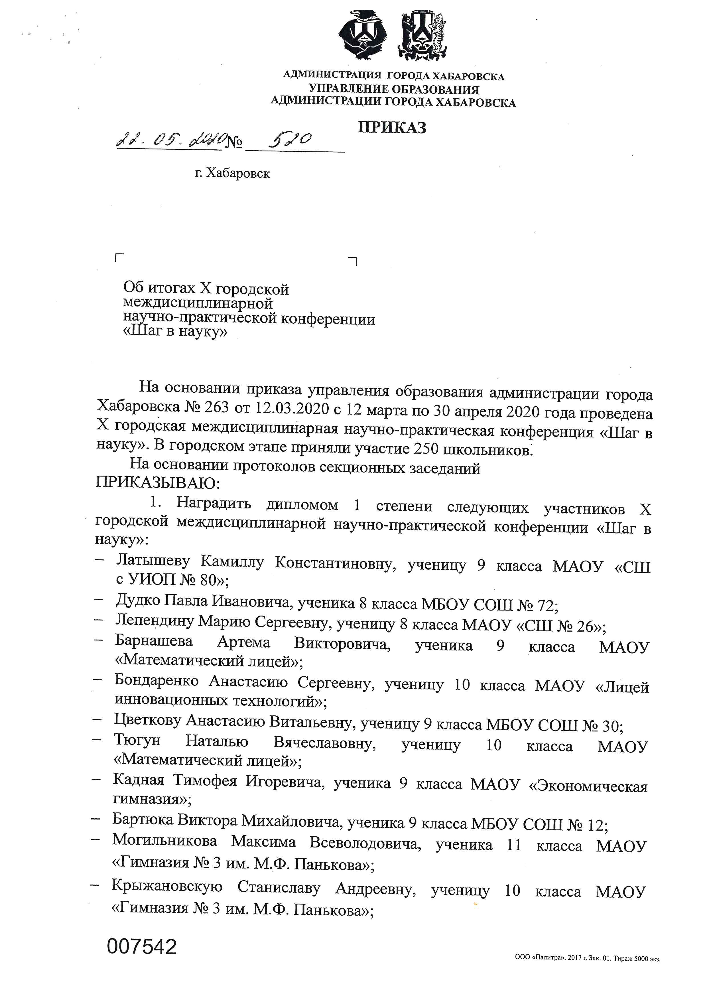 АДМИНИСТРАЦИЯ ГОРОДА ХАБАРОВСКА
УПРАВЛЕНИЕ ОБРАЗОВАНИЯ
АДМИНИСТРАЦИИ ГОРОДА ХАБАРОВСКА
ПРИКАЗ
22.05.2020 № 520
г. Хабаровск
Об итогах X городской
междисциплинарной
научно-практической конференции
«Шаг в науку»
На основании приказа управления образования администрации города
Хабаровска № 263 от 12.03.2020 с 12 марта по 30 апреля 2020 года проведена
X городская междисциплинарная научно-практическая конференция «Шаг в
науку». В городском этапе приняли участие 250 школьников.
На основании протоколов секционных заседаний
ПРИКАЗЫВАЮ:
1. Наградить дипломом 1 степени следующих участников X
городской междисциплинарной научно-практической конференции «Шаг в
науку»:
– Латышеву Камиллу Константиновну, ученицу 9 класса МАОУ «СШ
с УИОП № 80»;
– Дудко Павла Ивановича, ученика 8 класса МБОУ СОШ № 72;
– Лепендину Марию Сергеевну, ученицу 8 класса МАОУ «СШ № 26»;
– Барнашева Артема Викторовича, ученика 9 класса МАОУ
«Математический лицей»;
– Бондаренко Анастасию Сергеевну, ученицу 10 класса МАОУ «Лицей
инновационных технологий»;
– Цветкову Анастасию Витальевну, ученицу 9 класса МБОУ СОШ № 30;
– Тюгун Наталью Вячеславовну, ученицу 10 класса МАОУ
«Математический лицей»;
– Кадная Тимофея Игоревича, ученика 9 класса МАОУ «Экономическая
гимназия»;
– Бартюка Виктора Михайловича, ученика 9 класса МБОУ СОШ № 12;
– Могильникова Максима Всеволодовича, ученика 11 класса МАОУ
«Гимназия № 3 им. М.Ф. Панькова»;
– Крыжановскую Станиславу Андреевну, ученицу 10 класса МАОУ
«Гимназия № 3 им. М.Ф. Панькова»;
007542
ООО «Палитра». 2017 г. Зак. 01. Тираж 5000 экз.